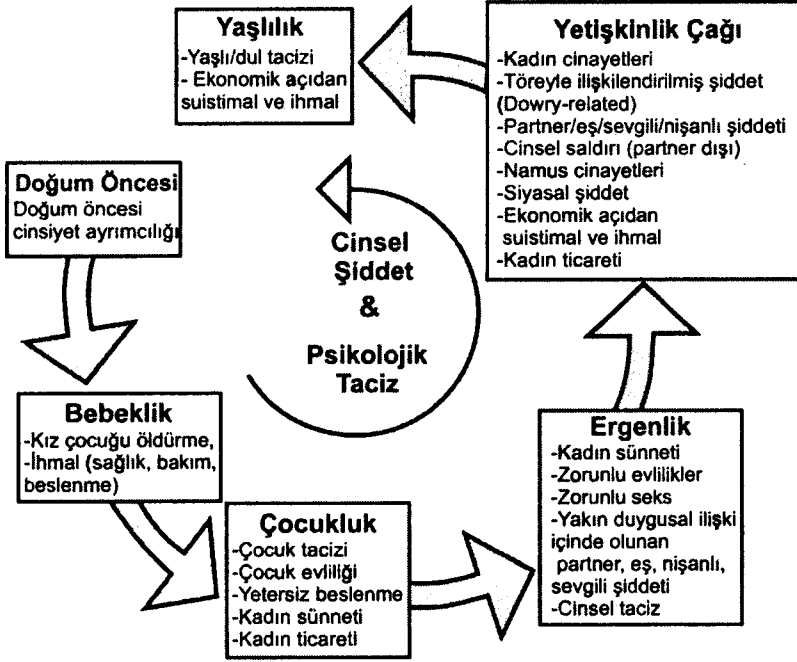 Yaşlılık
-Yaşlı/dul tacizi
- Ekonomik açıdan
suistimal ve ihmal
Yetişkinlik Çağı
-Kadın cinayetleri
-Töreyle ilişkilendirilmiş şiddet
(Dowry-related)
-Partner/eş/sevgili/nişanlı şiddeti
-Cinsel saldırı (partner dışı)
-Namus cinayetleri
-Siyasal şiddet
-Ekonomik açıdan
suistimal ve ihmal
-Kadın ticareti
Doğum Öncesi
Doğum öncesi
cinsiyet ayrımcılığı
Cinsel
Şiddet
&
Psikolojik
Taciz
Bebeklik
-Kız çocuğu öldürme,
-İhmal (sağlık, bakım,
beslenme)
Çocukluk
-Çocuk tacizi
-Çocuk evliliği
-Yetersiz beslenme
-Kadın sünneti
-Kadın ticareti
Ergenlik
-Kadın sünneti
-Zorunlu evlilikler
-Zorunlu seks
-Yakın duygusal ilişki
içinde olunan
partner, eş, nişanlı,
sevgili şiddeti
-Cinsel taciz